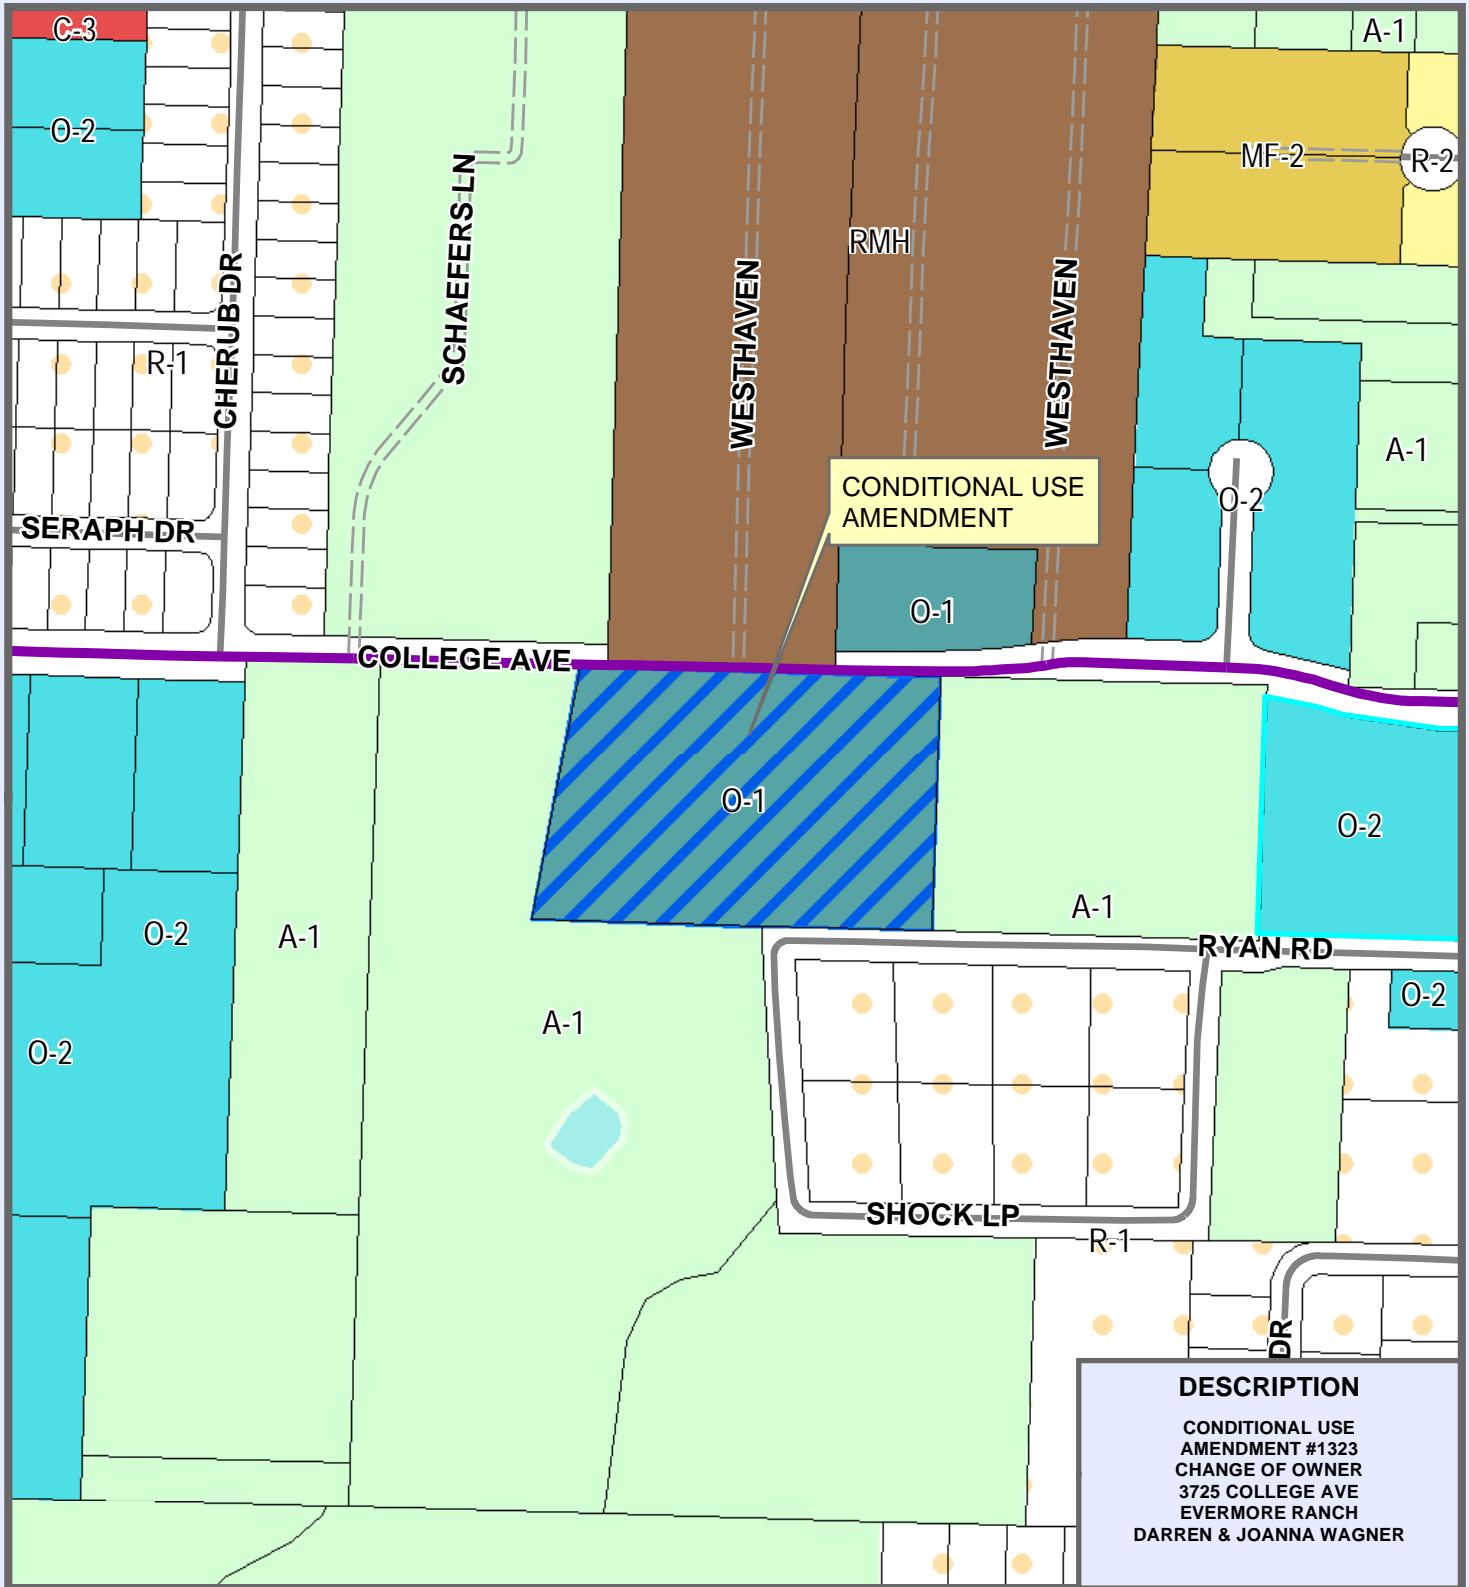 C-3
A-1
O-2
MF-2
R-2
SCHAEFERS LN
RMH
CHERUB DR
WESTHAVEN
WESTHAVEN
R-1
A-1
CONDITIONAL USE
AMENDMENT
O-2
SERAPH DR
O-1
COLLEGE AVE
O-1
O-2
A-1
O-2
A-1
RYAN RD
O-2
A-1
O-2
SHOCK LP
R-1
DR
DESCRIPTION
CONDITIONAL USE
AMENDMENT #1323
CHANGE OF OWNER
3725 COLLEGE AVE
EVERMORE RANCH
DARREN & JOANNA WAGNER